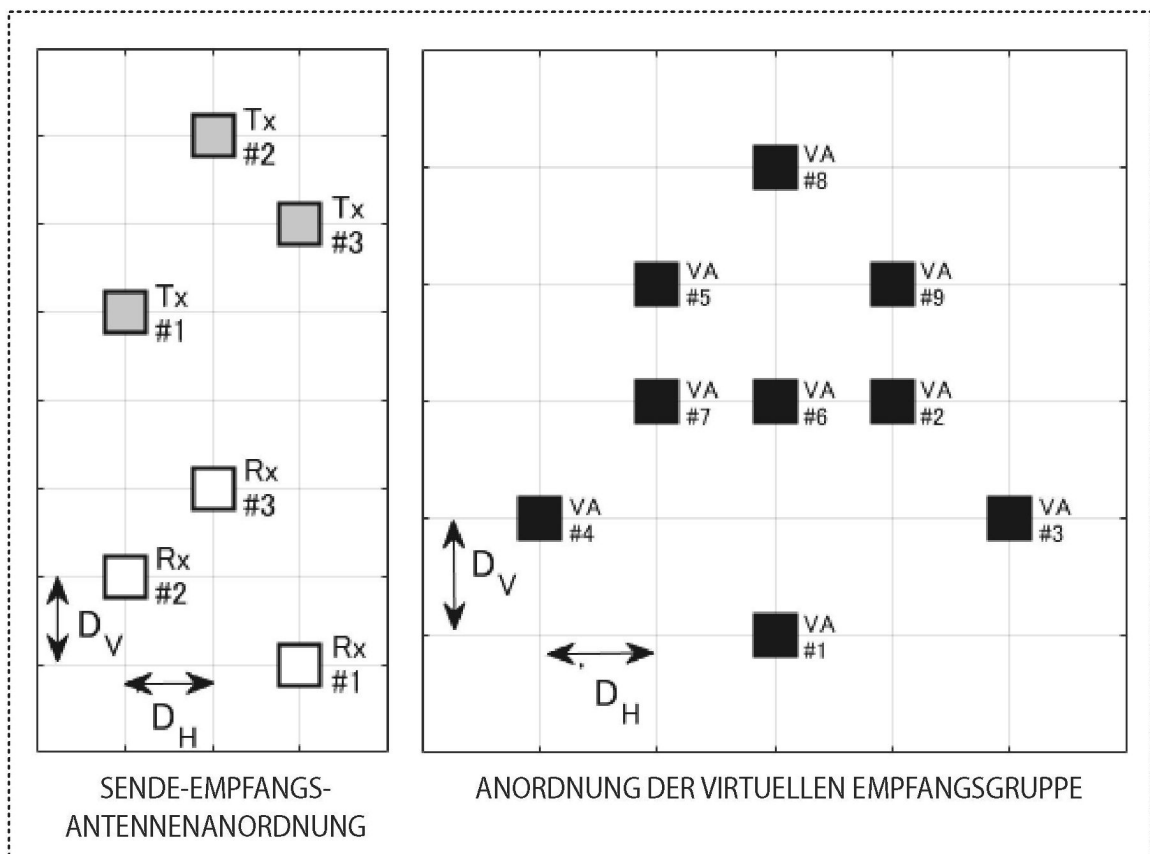 Tx
#2
Tx
#3
Tx
#1
Rx
#3
Rx
#2
D V
Rx
#1
D H
SENDE-EMPFANGS-
ANTENNENANORDNUNG
VA
#8
VA
#5
VA
#9
VA
#7
VA
#6
VA
#2
VA
#4
VA
#3
D V
VA
#1
D H
ANORDNUNG DER VIRTUELLEN EMPFANGSGRUPPE